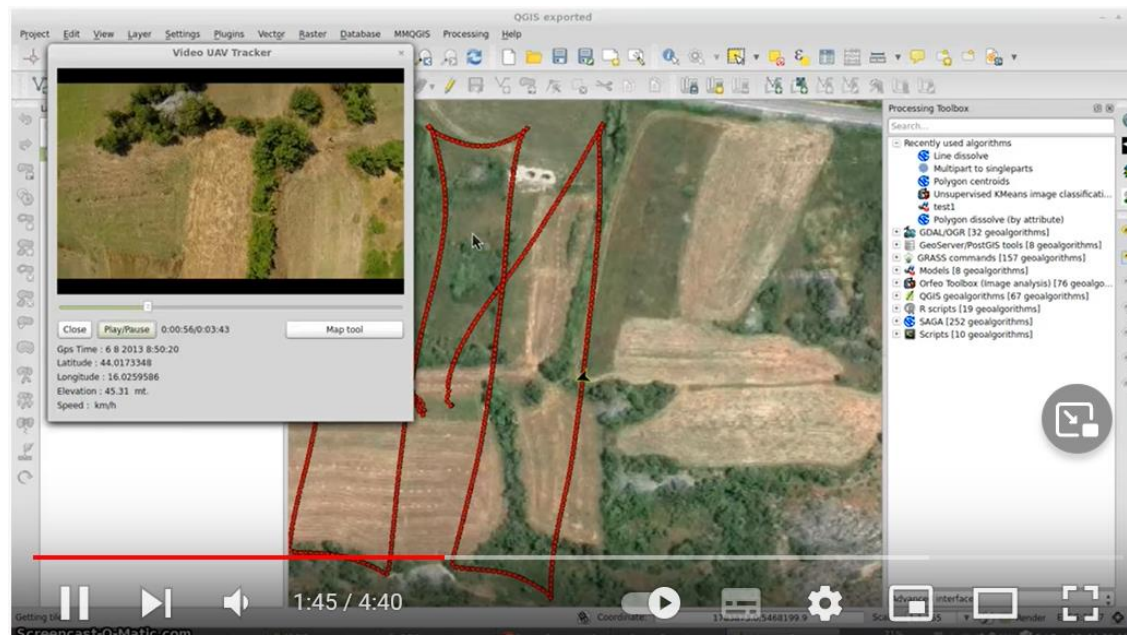 QGIS exported
Project Edit View Layer Settings Plugins Vector Raster Database MMQGIS Processing Help
Video UAV Tracker
Close Play/Pause 0:00:56/0:03:43 Map tool
Gps Time : 6 8 2013 8:50:20
Latitude : 44.0173348
Longitude : 16.0259586
Elevation : 45.31 mt.
Speed : km/h
Processing Toolbox
Search...
Recently used algorithms
Line dissolve
Multipart to singleparts
Polygon centroids
Unsupervised KMeans image classificati...
test1
Polygon dissolve (by attribute)
GDAL/OGR [32 geoalgorithms]
GeoServer/PostGIS tools [8 geoalgorithms]
GRASS commands [157 geoalgorithms]
Models [8 geoalgorithms]
Orfeo Toolbox (Image analysis) [76 geoalgo...
QGIS geoalgorithms [67 geoalgorithms]
R scripts [19 geoalgorithms]
SAGA [252 geoalgorithms]
Scripts [10 geoalgorithms]
1:45 / 4:40
interface
Getting
Coordinate:
Render
Screencast-O-Matic.com